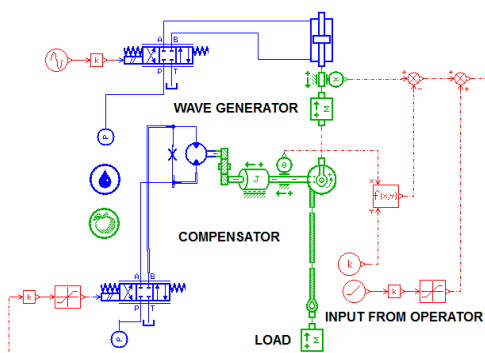 A B
k
P T
x
WAVE GENERATOR
M
P
θ
J
x
f(x,y)
Y
COMPENSATOR
k
A B
k
k
INPUT FROM OPERATOR
P T
P
LOAD
M